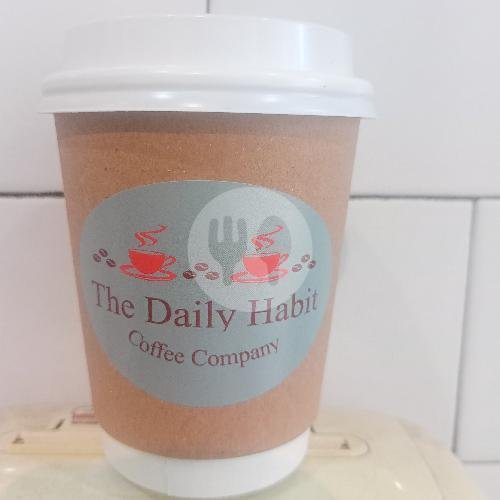 The Daily Habit
Coffee Company